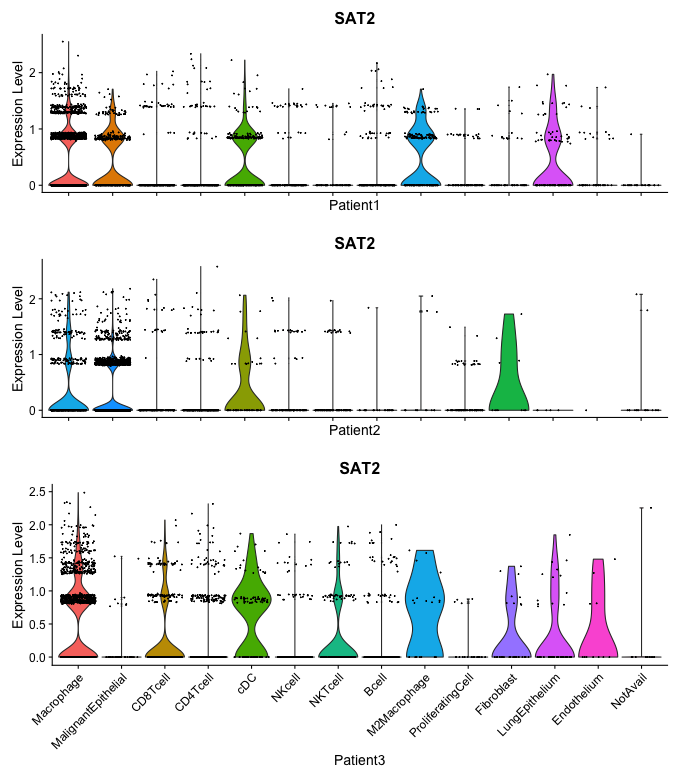 SAT2
Expression Level
2
1
0
Patient1
SAT2
Expression Level
2
1
0
Patient2
SAT2
Expression Level
2.5
2.0
1.5
1.0
0.5
0.0
Macrophage
MalignantEpithelial
CD8Tcell
CD4Tcell
cDC
NKcell
NKTcell
Bcell
M2Macrophage
ProliferatingCell
Fibroblast
LungEpithelium
Endothelium
NotAvail
Patient3